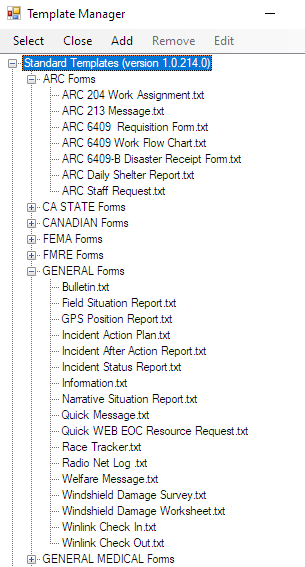 Template Manager
Select Close Add Remove Edit
Standard Templates (version 1.0.214.0)
ARC Forms
ARC 204 Work Assignment.txt
ARC 213 Message.txt
ARC 6409  Requisition Form.txt
ARC 6409 Work Flow Chart.txt
ARC 6409-B Disaster Receipt Form.txt
ARC Daily Shelter Report.txt
ARC Staff Request.txt
CA STATE Forms
CANADIAN Forms
FEMA Forms
FMRE Forms
GENERAL Forms
Bulletin.txt
Field Situation Report.txt
GPS Position Report.txt
Incident Action Plan.txt
Incident After Action Report.txt
Incident Status Report.txt
Information.txt
Narrative Situation Report.txt
Quick Message.txt
Quick WEB EOC Resource Request.txt
Race Tracker.txt
Radio Net Log .txt
Welfare Message.txt
Windshield Damage Survey.txt
Windshield Damage Worksheet.txt
Winlink Check In.txt
Winlink Check Out.txt
GENERAL MEDICAL Forms